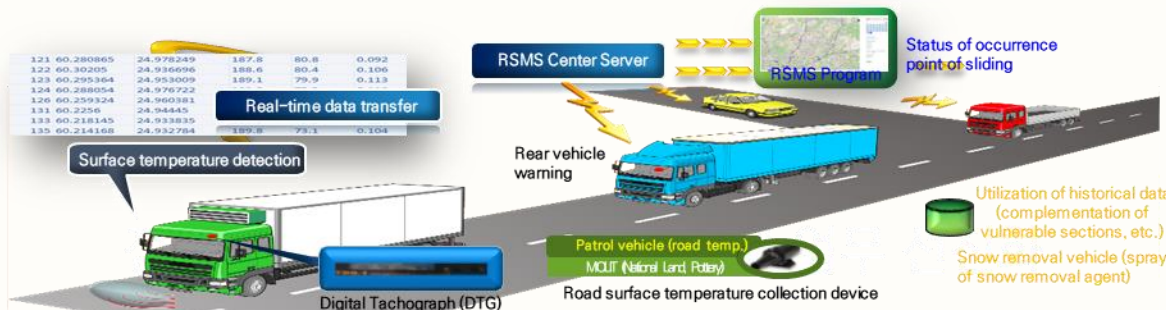 121 60.280865 24.978249 187.8 80.8 0.092
122 60.30205 24.936696 188.6 80.4 0.106
123 60.295364 24.953009 189.1 79.9 0.113
124 60.288054 24.976722
126 60.259324 24.960381
131 60.2256 24.94445
133 60.218145 24.933835
135 60.214168 24.932784 189.8 73.1 0.104
Real-time data transfer
Surface temperature detection
Digital Tachograph (DTG)
RSMS Center Server
RSMS Program
Status of occurrence
point of sliding
Rear vehicle
warning
Patrol vehicle (road temp.)
MOLIT (National Land, Pottery)
Road surface temperature collection device
Utilization of historical data
(complementation of
vulnerable sections, etc.)
Snow removal vehicle (spray
of snow removal agent)